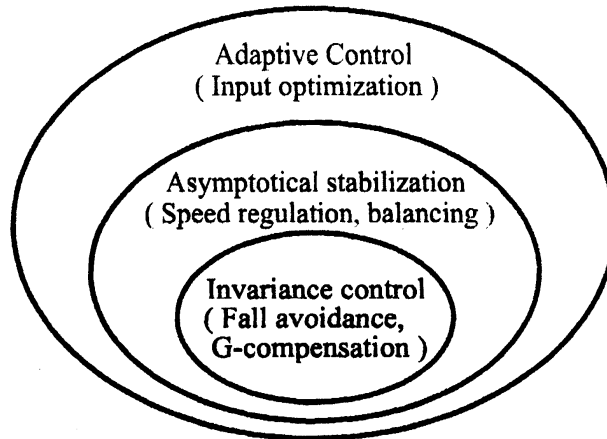 Adaptive Control
( Input optimization )
Asymptotical stabilization
( Speed regulation, balancing )
Invariance control
( Fall avoidance,
G-compensation )